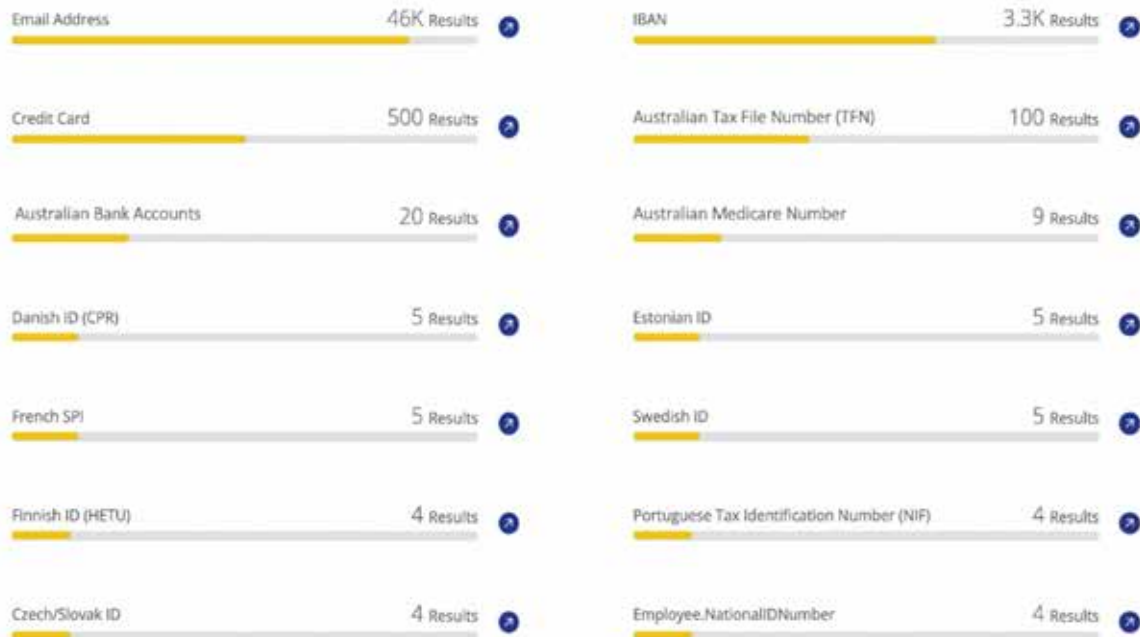 Email Address 46K Results
IBAN 3.3K Results
Credit Card 500 Results
Australian Tax File Number (TFN) 100 Results
Australian Bank Accounts 20 Results
Australian Medicare Number 9 Results
Danish ID (CPR) 5 Results
Estonian ID 5 Results
French SPI 5 Results
Swedish ID 5 Results
Finnish ID (HETU) 4 Results
Portuguese Tax Identification Number (NIF) 4 Results
Czech/Slovak ID 4 Results
Employee.NationalIDNumber 4 Results